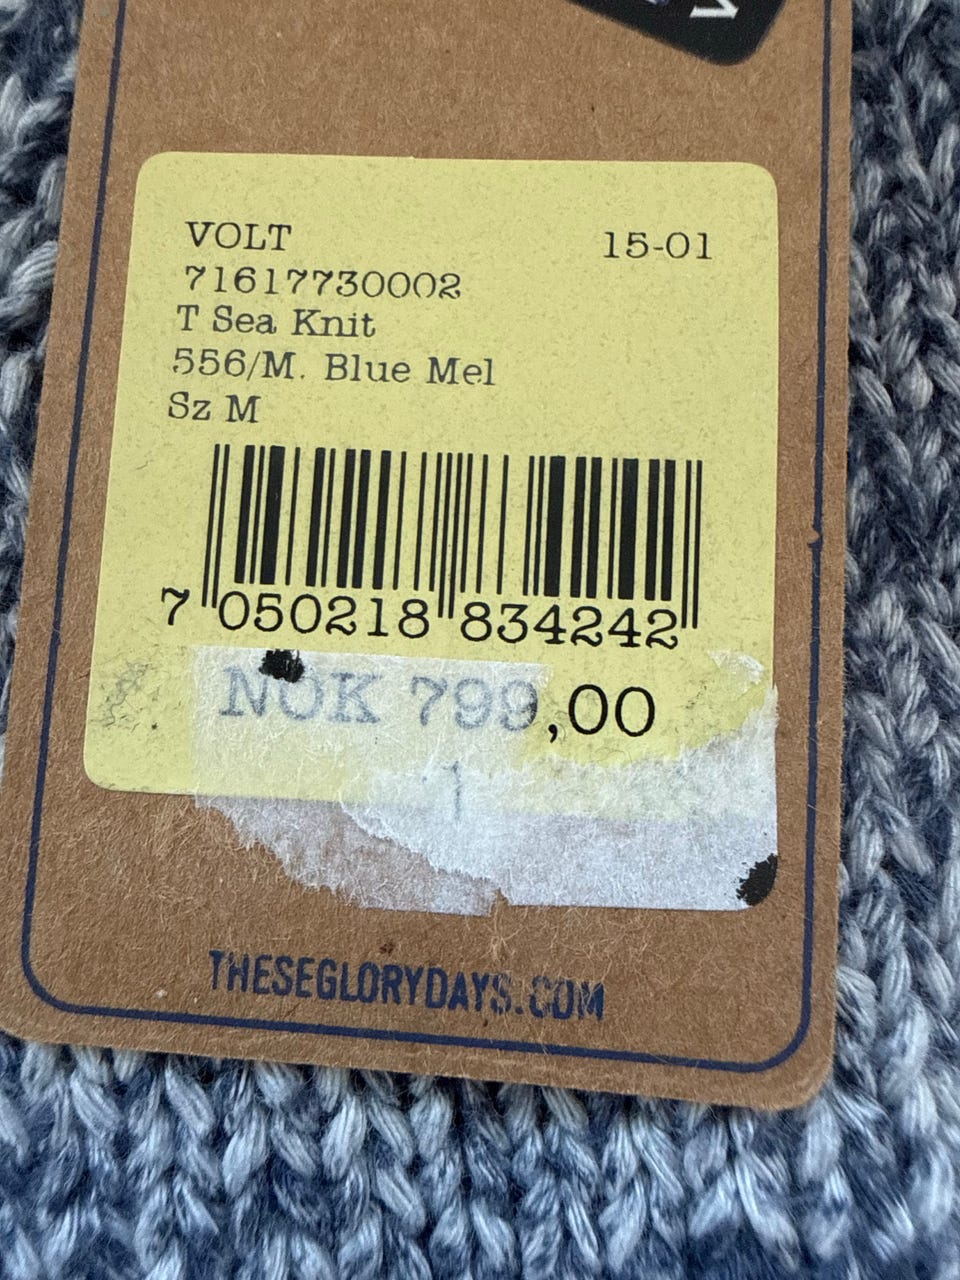 VOLT 15-01
71617730002
T Sea Knit
556/M. Blue Mel
Sz M
7 050218 834242
NOK 799,00
THESEGLORYDAYS.COM